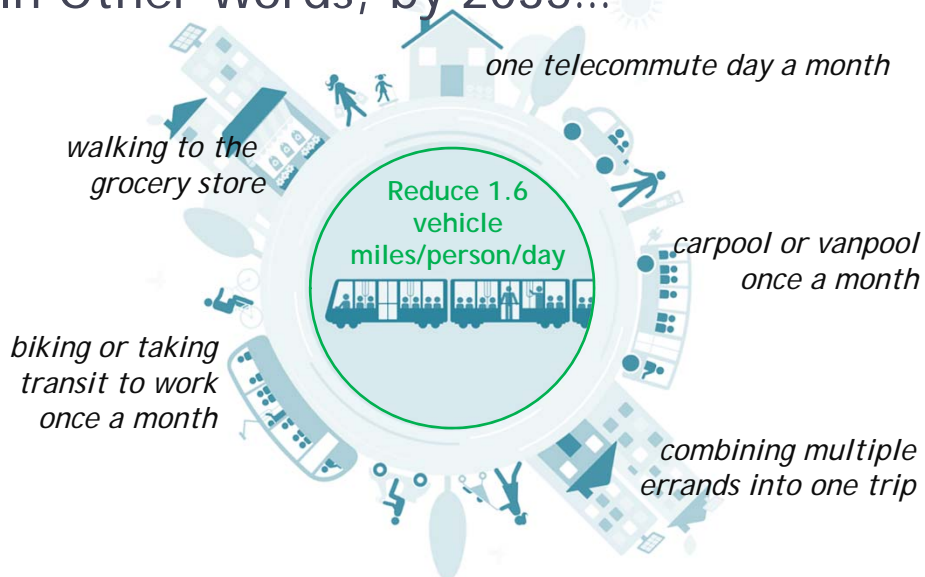 In Other Words, by 2035…
one telecommute day a month
walking to the
grocery store
Reduce 1.6
vehicle
miles/person/day
carpool or vanpool
once a month
biking or taking
transit to work
once a month
combining multiple
errands into one trip